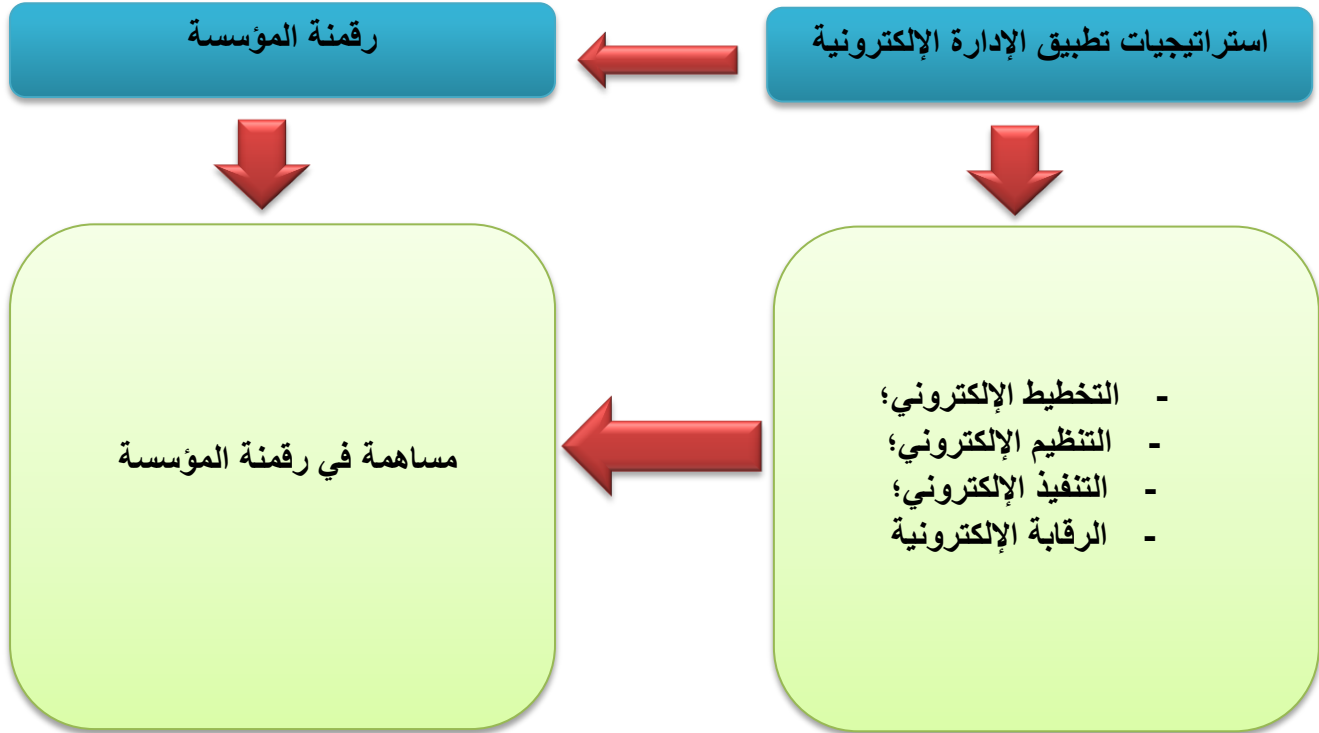 استراتيجيات تطبيق الإدارة الإلكترونية
رقمنة المؤسسة
- التخطيط الإلكتروني؛
- التنظيم الإلكتروني؛
- التنفيذ الإلكتروني؛
- الرقابة الإلكترونية
مساهمة في رقمنة المؤسسة